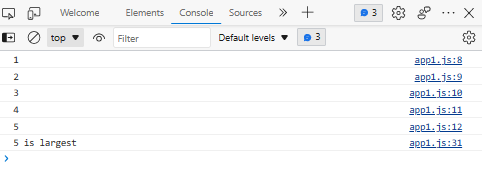 Welcome Elements Console Sources 3
top Filter Default levels 3
1 app1.js:8
2 app1.js:9
3 app1.js:10
4 app1.js:11
5 app1.js:12
5 is largest app1.js:31